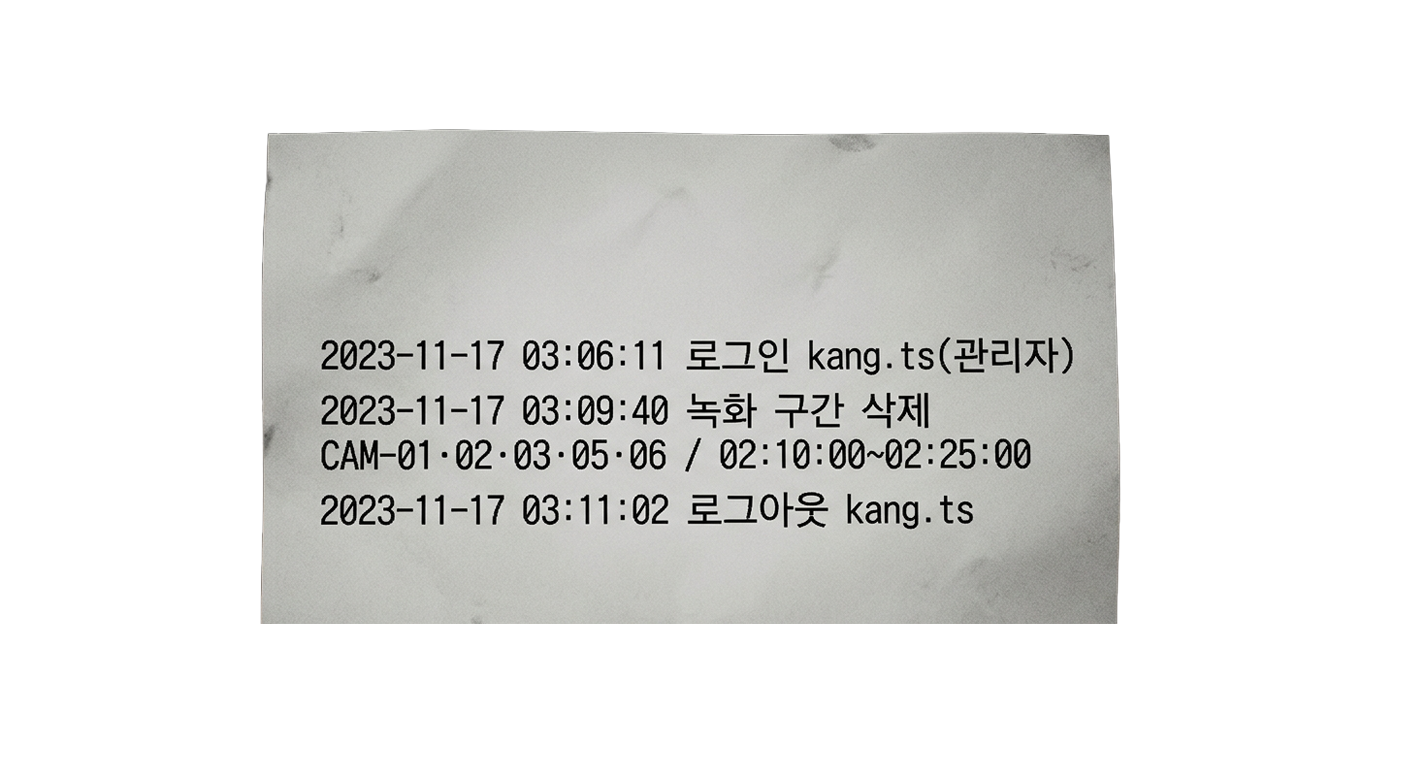 2023-11-17 03:06:11 로그인 kang.ts(관리자)
2023-11-17 03:09:40 녹화 구간 삭제
CAM-01·02·03·05·06 / 02:10:00~02:25:00
2023-11-17 03:11:02 로그아웃 kang.ts